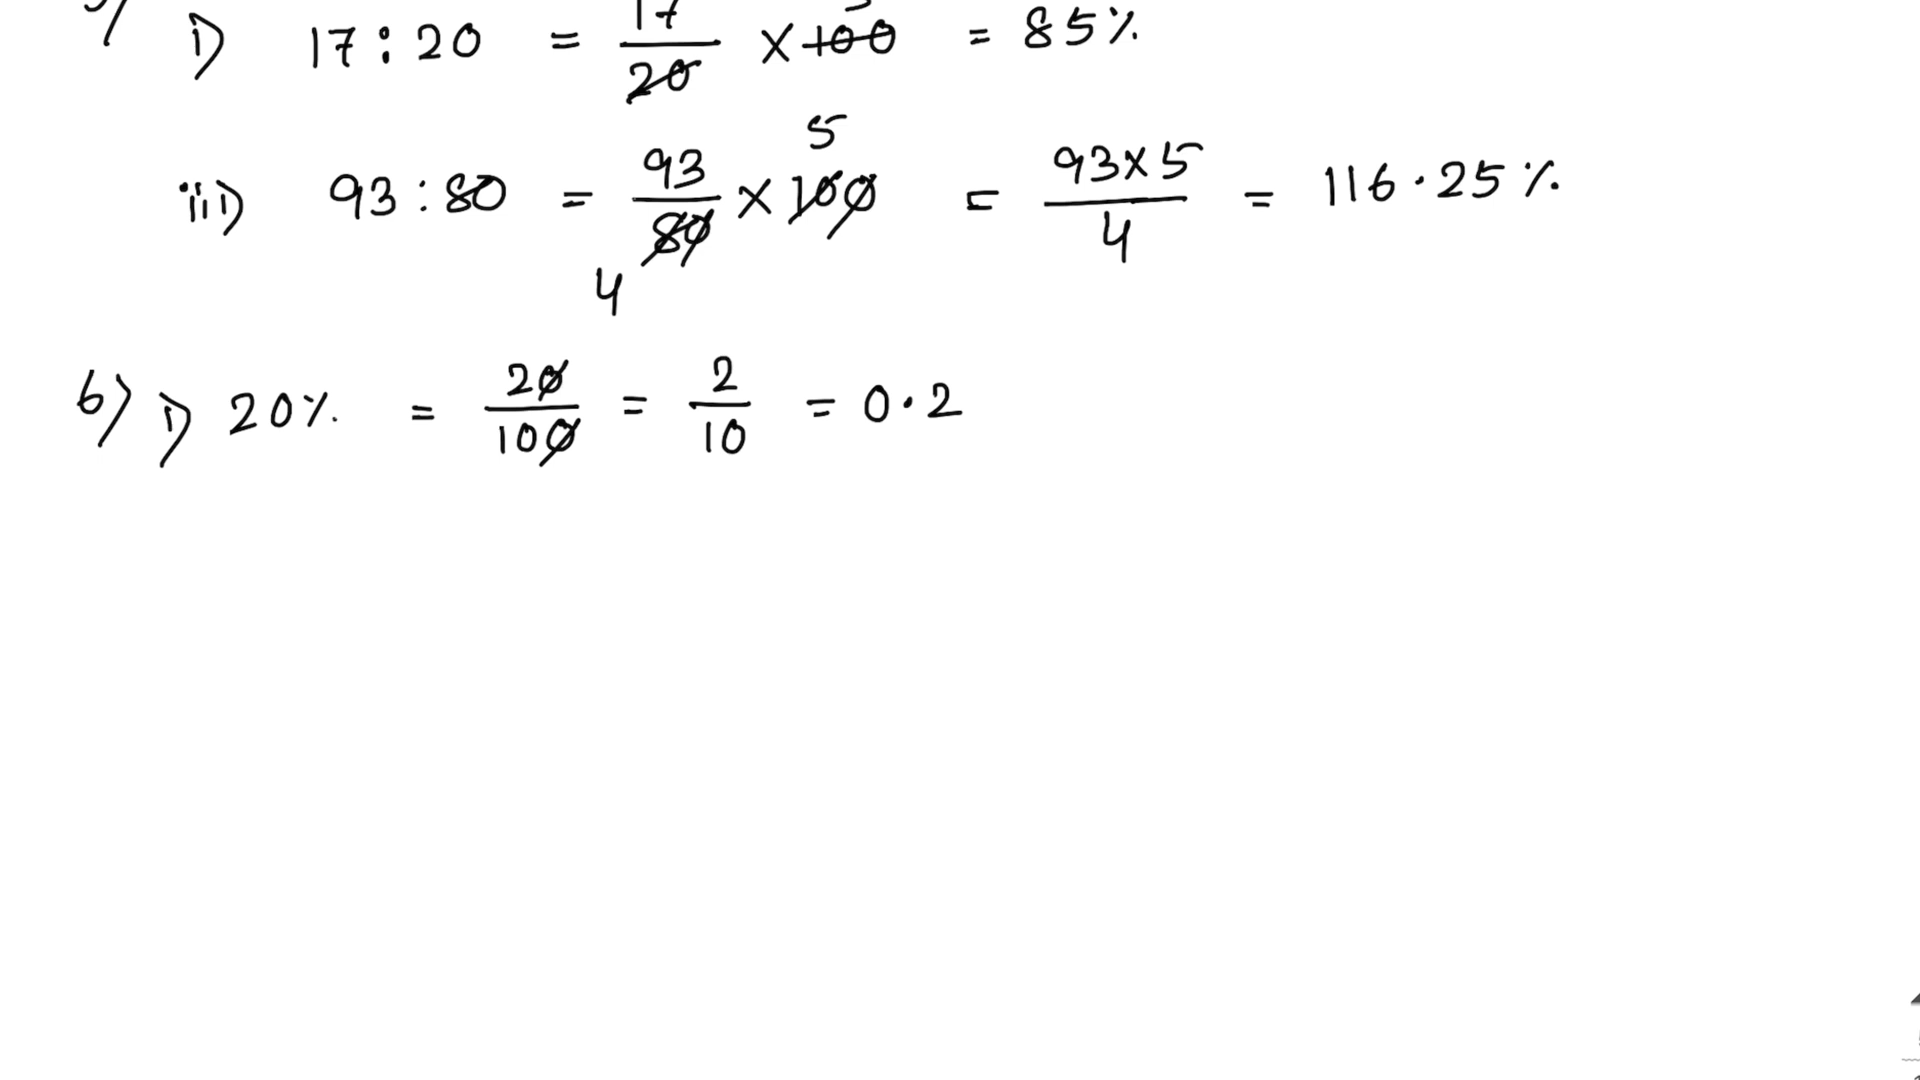 i) 17 : 20 = 17/20 × 100 = 85%
iii) 93 : 80 = 93/80 × 100 = 93×5/4 = 116.25%
5
4
6) i) 20% = 20/100 = 2/10 = 0.2